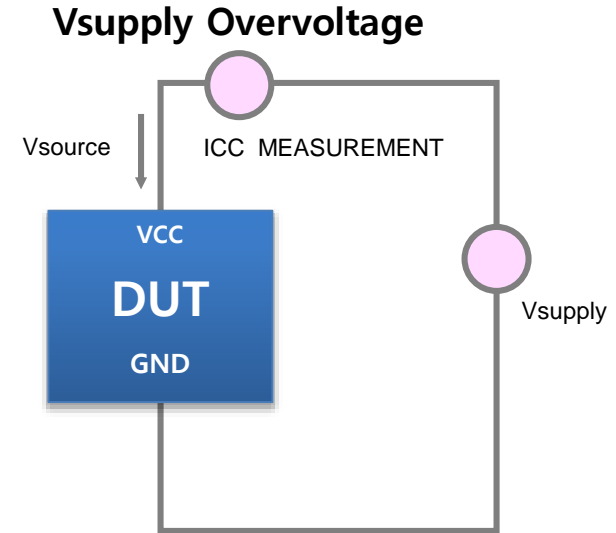 Vsupply Overvoltage
Vsource
ICC MEASUREMENT
VCC
DUT
GND
Vsupply